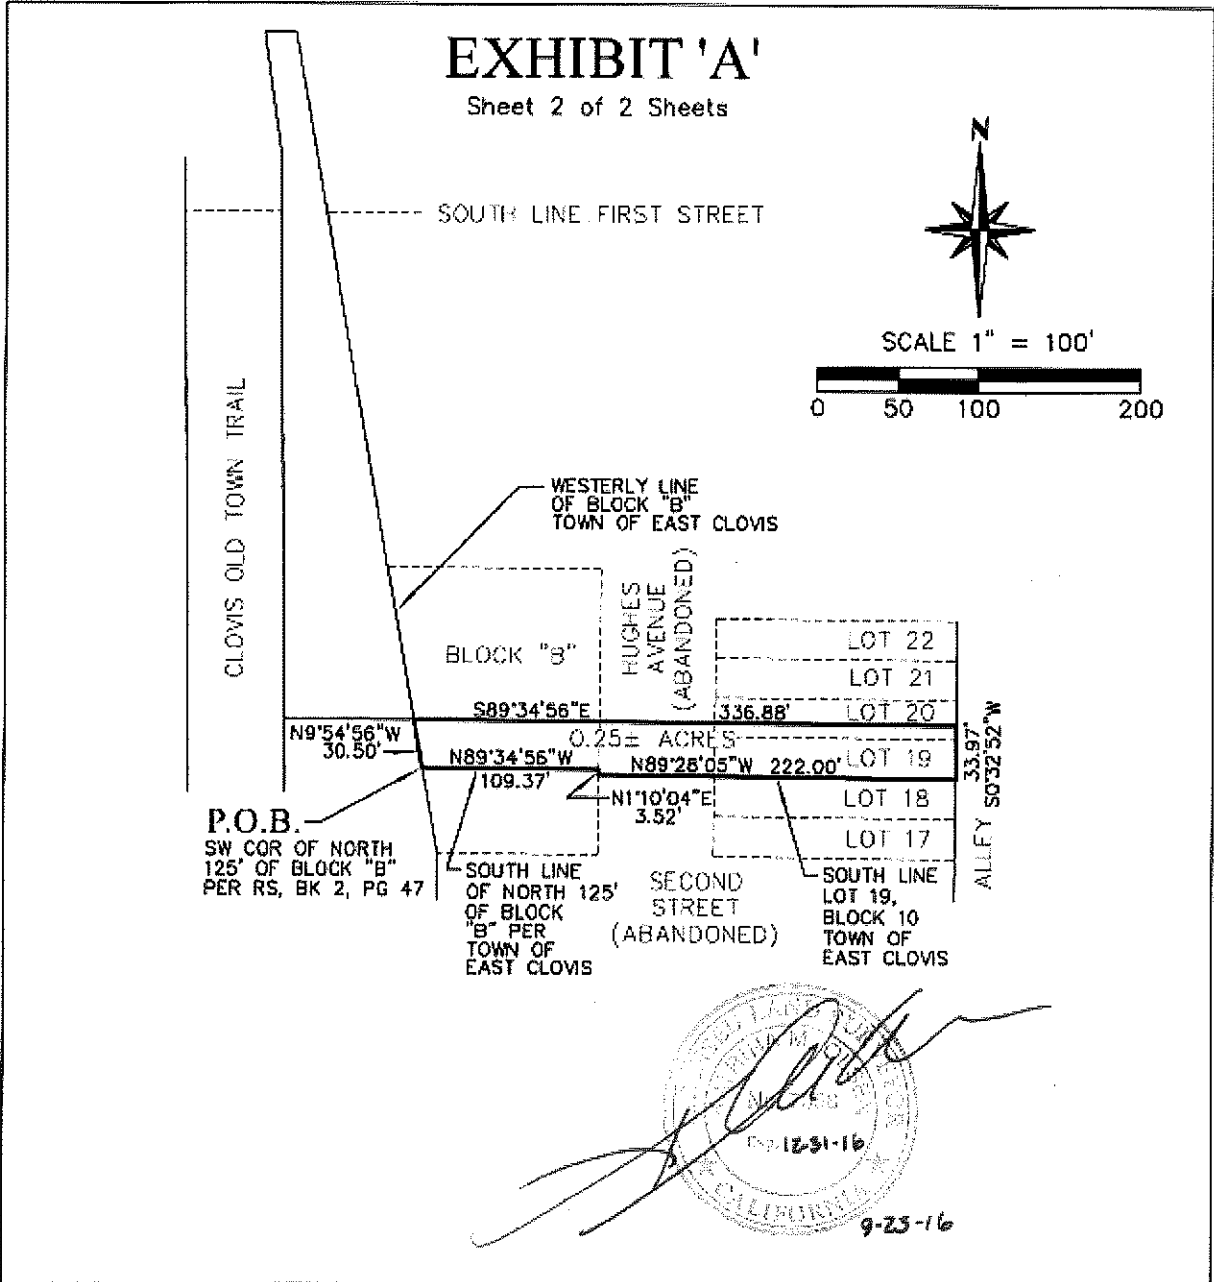 EXHIBIT 'A'
Sheet 2 of 2 Sheets
N
SOUTH LINE FIRST STREET
SCALE 1" = 100'
0 50 100 200
CLOVIS OLD TOWN TRAIL
WESTERLY LINE
OF BLOCK "B"
TOWN OF EAST CLOVIS
HUGHES
AVENUE
(ABANDONED)
BLOCK "B"
LOT 22
LOT 21
LOT 20
LOT 19
LOT 18
LOT 17
S89°34'56"E
336.88'
N9°54'56"W
30.50'
0.25± ACRES
N89°34'56"W
109.37'
N89°28'05"W 222.00'
N1°10'04"E
3.52'
33.97'
S0°32'52"W
ALLEY
P.O.B.
SW COR OF NORTH
125' OF BLOCK "B"
PER RS, BK 2, PG 47
SOUTH LINE
OF NORTH 125'
OF BLOCK
"B" PER
TOWN OF
EAST CLOVIS
SECOND
STREET
(ABANDONED)
SOUTH LINE
LOT 19,
BLOCK 10
TOWN OF
EAST CLOVIS
LAND
12-31-16
CALIFORNIA
9-23-16